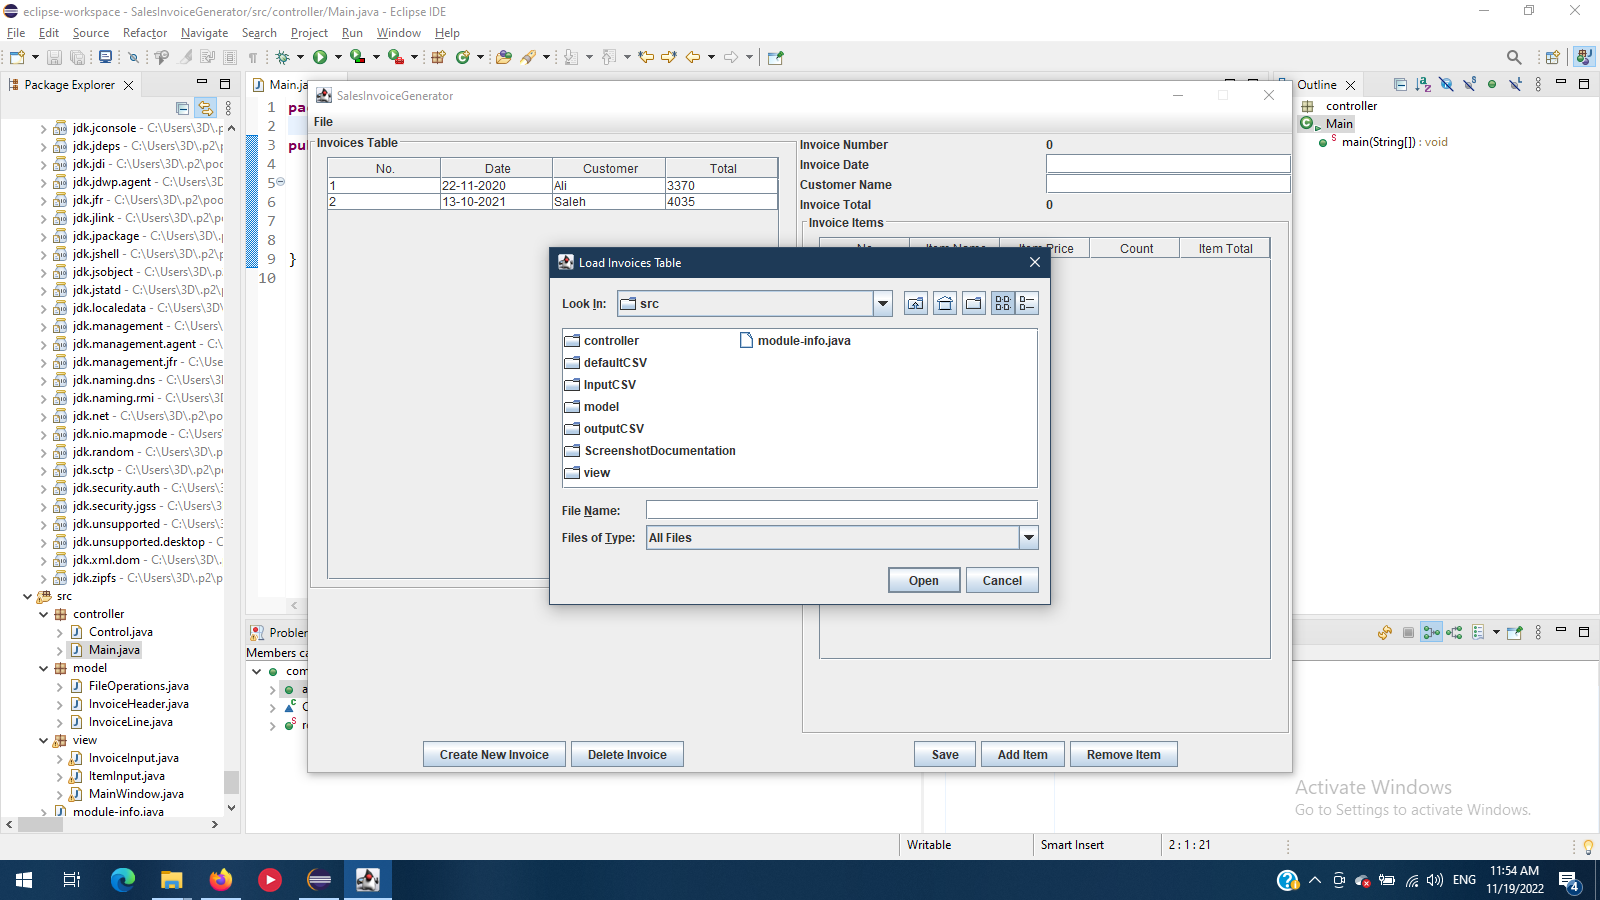 eclipse-workspace - SalesInvoiceGenerator/src/controller/Main.java - Eclipse IDE
File Edit Source Refactor Navigate Search Project Run Window Help
Package Explorer
jdk.jconsole - C:\Users\3D\.p
jdk.jdeps - C:\Users\3D\.p2\poo
jdk.jdi - C:\Users\3D\.p2\poo
jdk.jdwp.agent - C:\Users\3D\
jdk.jfr - C:\Users\3D\.p2\poo
jdk.jlink - C:\Users\3D\.p2\po
jdk.jpackage - C:\Users\3D\.
jdk.jshell - C:\Users\3D\.p2\p
jdk.jsobject - C:\Users\3D\.p
jdk.jstatd - C:\Users\3D\.p2\p
jdk.localedata - C:\Users\3D\
jdk.management - C:\Users\
jdk.management.agent - C:
jdk.management.jfr - C:\Use
jdk.naming.dns - C:\Users\3I
jdk.naming.rmi - C:\Users\3D
jdk.net - C:\Users\3D\.p2\po
jdk.nio.mapmode - C:\Users
jdk.random - C:\Users\3D\.p
jdk.sctp - C:\Users\3D\.p2\p
jdk.security.auth - C:\Users\
jdk.security.jgss - C:\Users\3
jdk.unsupported - C:\Users\
jdk.unsupported.desktop - C
jdk.xml.dom - C:\Users\3D\.
jdk.zipfs - C:\Users\3D\.p2\p
src
controller
Control.java
Main.java
model
FileOperations.java
InvoiceHeader.java
InvoiceLine.java
view
InvoiceInput.java
ItemInput.java
MainWindow.java
module-info.java
Main.ja
1 pa
2
3 pu
4
5
6
7
8
9 }
10
SalesInvoiceGenerator
File
Invoices Table
No. Date Customer Total
1 22-11-2020 Ali 3370
2 13-10-2021 Saleh 4035
Invoice Number 0
Invoice Date
Customer Name
Invoice Total 0
Invoice Items
No. Item Name Item Price Count Item Total
Load Invoices Table
Look In: src
controller
defaultCSV
InputCSV
model
outputCSV
ScreenshotDocumentation
view
module-info.java
File Name:
Files of Type: All Files
Open Cancel
Create New Invoice Delete Invoice
Save Add Item Remove Item
Outline
controller
Main
main(String[]) : void
Problem
Members ca
com
a
Activate Windows
Go to Settings to activate Windows.
Writable Smart Insert 2 : 1 : 21
ENG
11:54 AM
11/19/2022
4